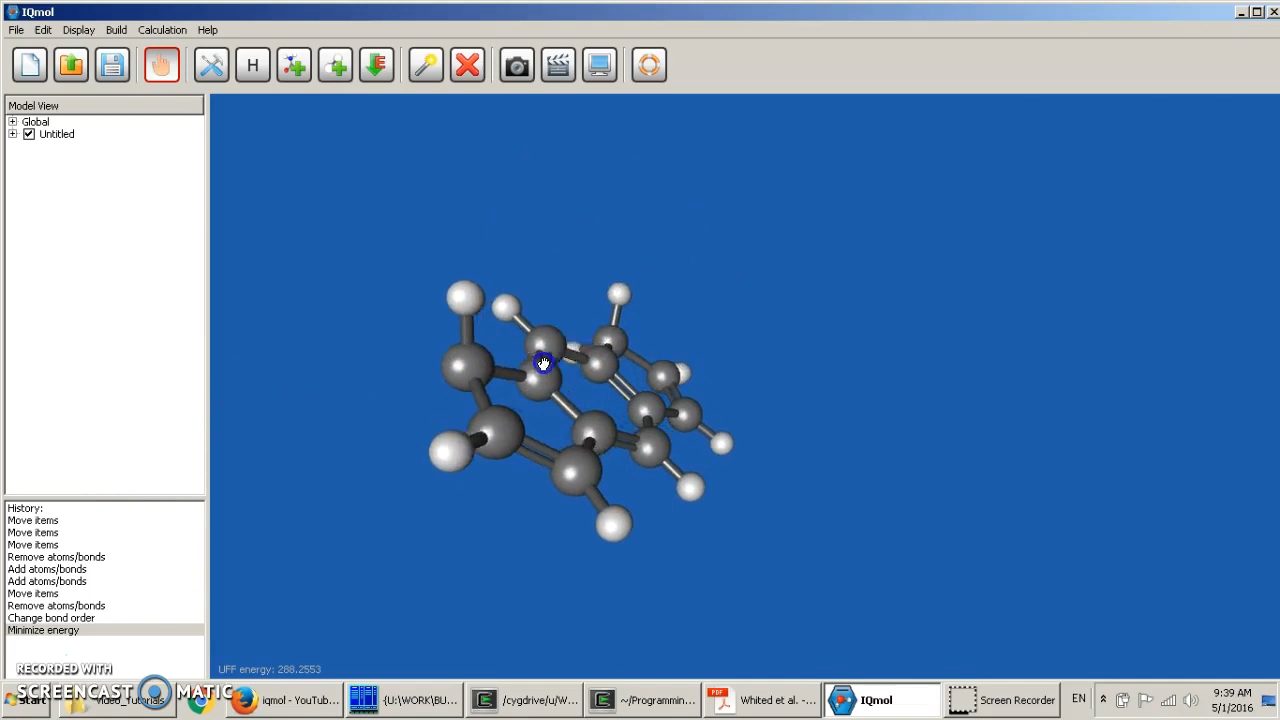 IQmol
File Edit Display Build Calculation Help
H
E
Model View
Global
Untitled
History:
Move items
Move items
Move items
Remove atoms/bonds
Add atoms/bonds
Add atoms/bonds
Move items
Remove atoms/bonds
Change bond order
Minimize energy
UFF energy: 288.2553
RECORDED WITH
SCREENCAST MATIC
Start
iqmol - YouTub...
{U:\WORK\BU...
/cygdrive/u/W...
~/Programmin...
PDF
Whited et al. -...
IQmol
Screen Recorder
EN
9:39 AM
5/1/2016